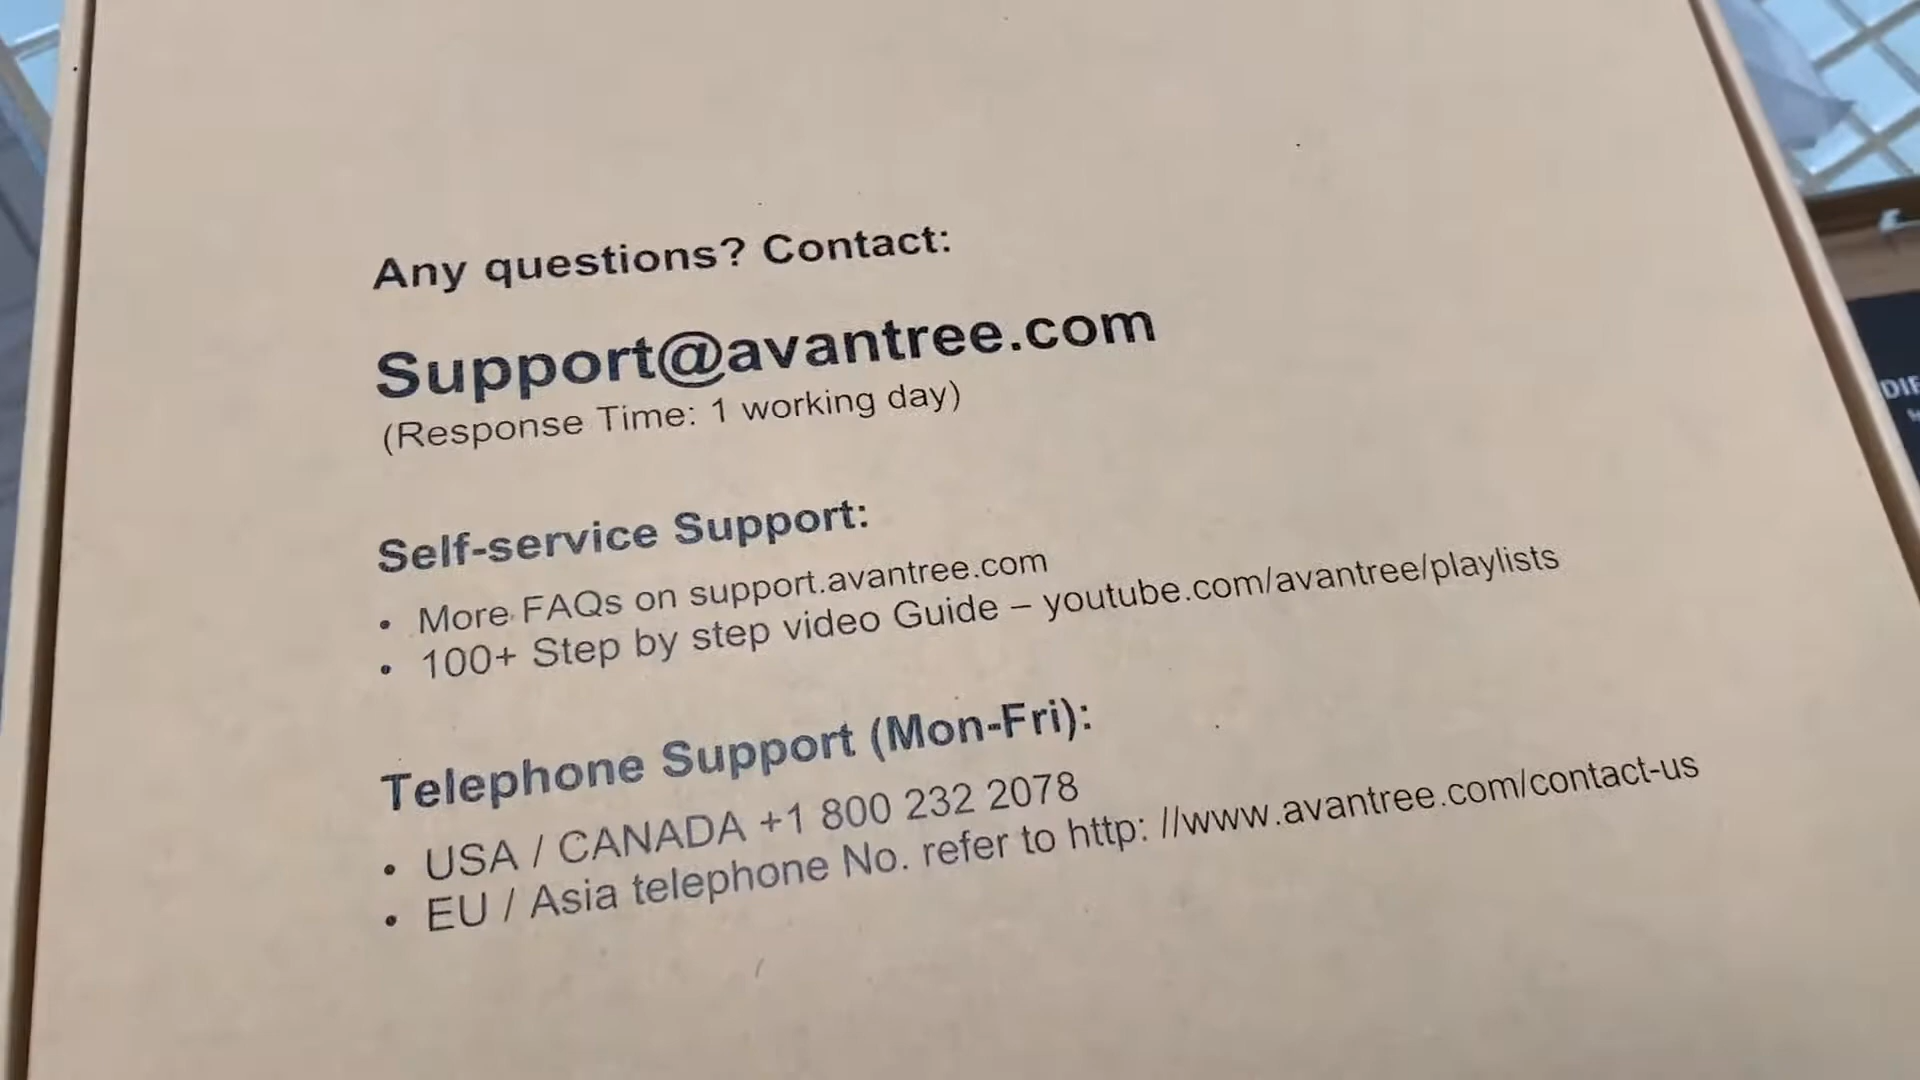 Any questions? Contact:
Support@avantree.com
(Response Time: 1 working day)
Self-service Support:
• More FAQs on support.avantree.com
• 100+ Step by step video Guide – youtube.com/avantree/playlists
Telephone Support (Mon-Fri):
• USA / CANADA +1 800 232 2078
• EU / Asia telephone No. refer to http: //www.avantree.com/contact-us